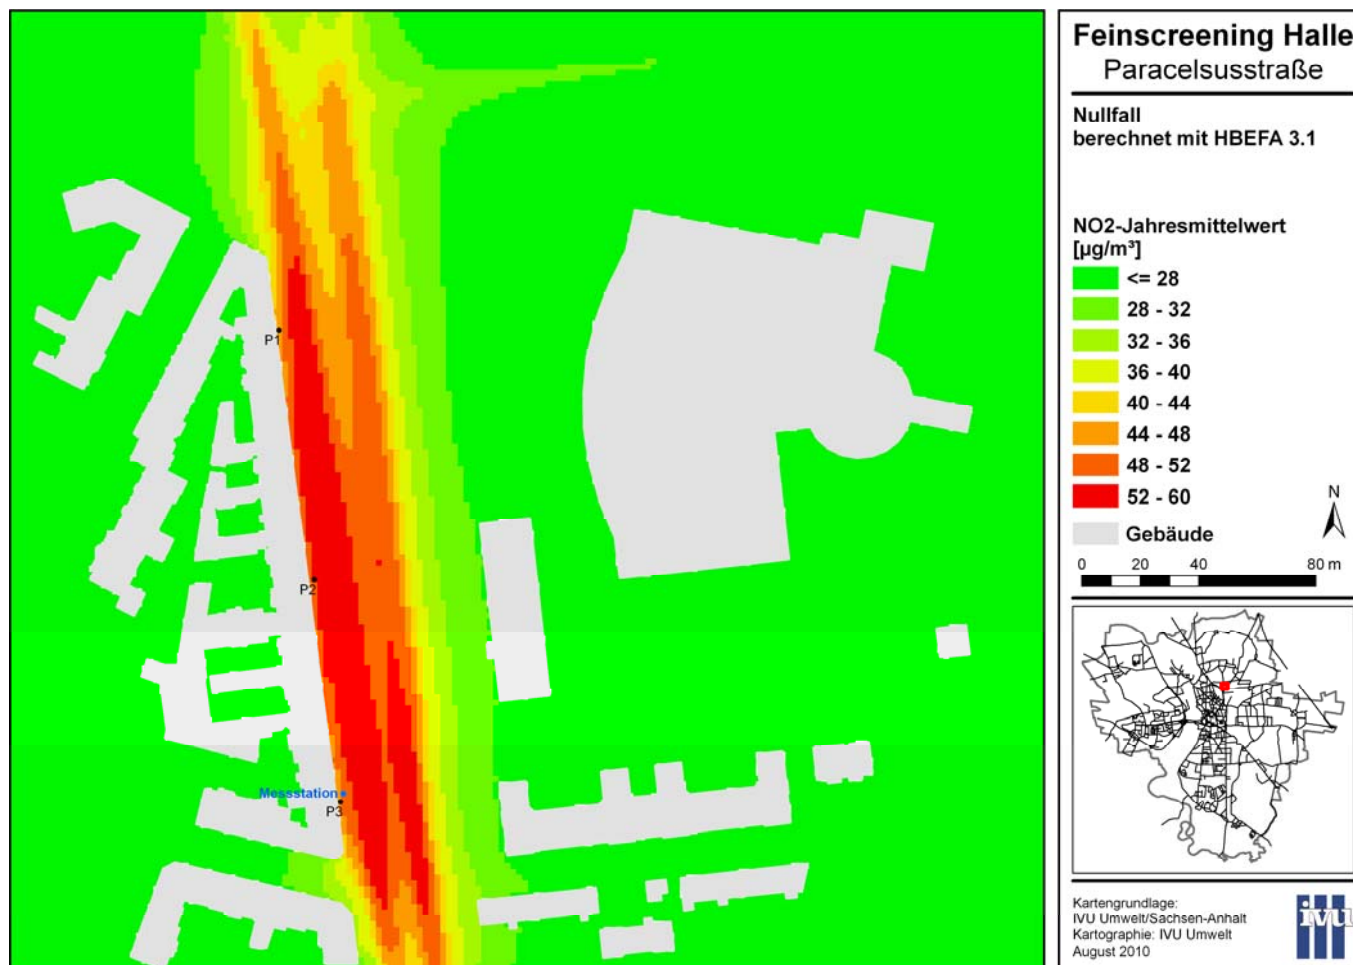 Feinscreening Halle
Paracelsusstraße
Nullfall
berechnet mit HBEFA 3.1
NO2-Jahresmittelwert
[µg/m³]
<= 28
28 - 32
32 - 36
36 - 40
40 - 44
44 - 48
48 - 52
52 - 60
Gebäude
N
0 20 40 80 m
P1
P2
Messstation
P3
Kartengrundlage:
IVU Umwelt/Sachsen-Anhalt
Kartographie: IVU Umwelt
August 2010
ivu